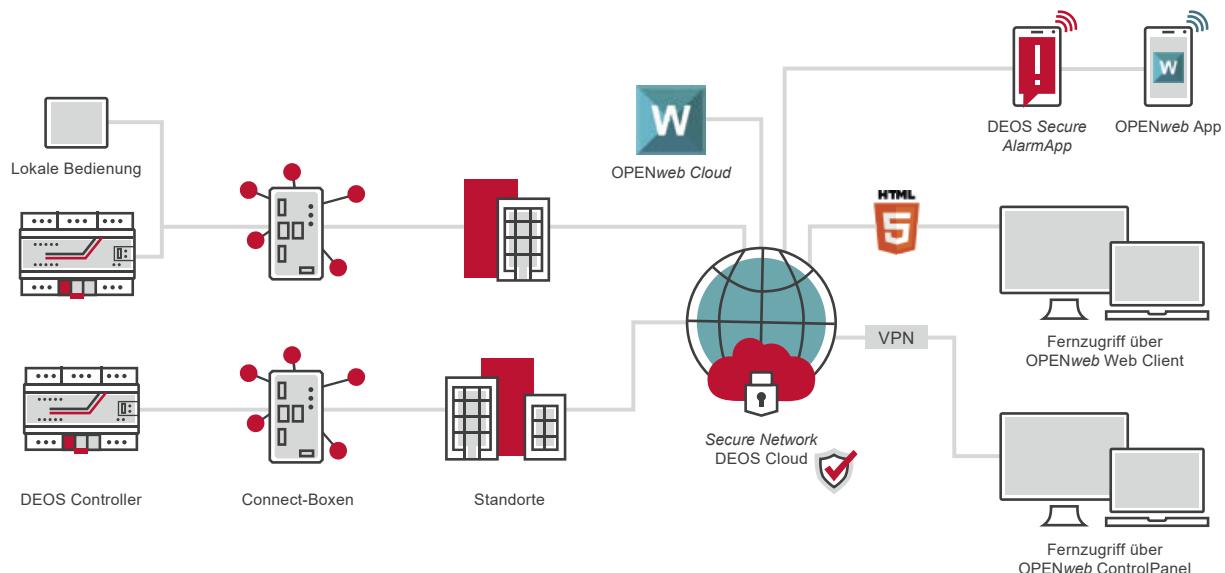 Lokale Bedienung
DEOS Controller
Connect-Boxen
Standorte
W
OPENweb Cloud
Secure Network
DEOS Cloud
DEOS Secure
AlarmApp
W
OPENweb App
HTML
5
Fernzugriff über
OPENweb Web Client
VPN
Fernzugriff über
OPENweb ControlPanel